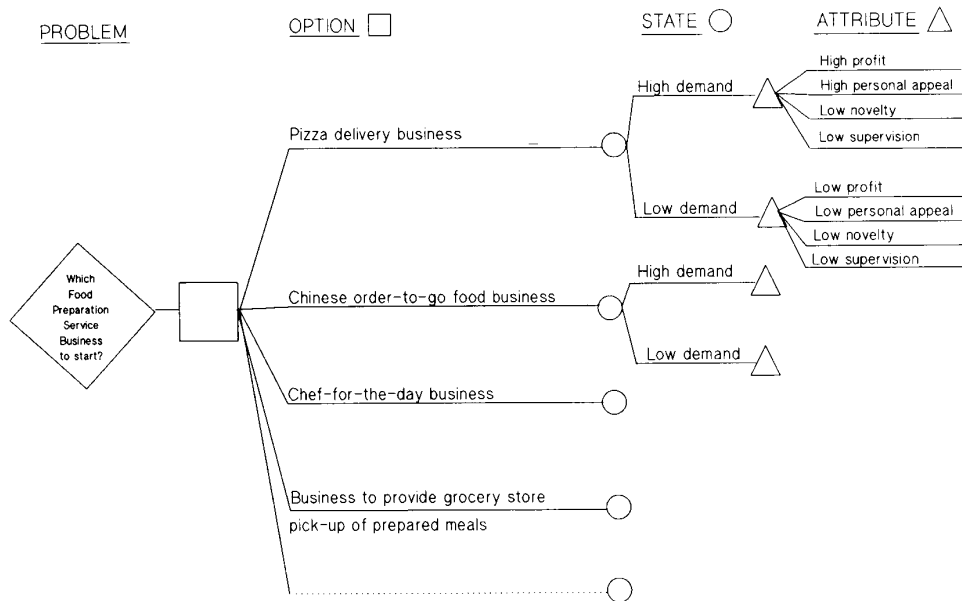 PROBLEM
OPTION
STATE
ATTRIBUTE
Which
Food
Preparation
Service
Business
to start?
Pizza delivery business
High demand
High profit
High personal appeal
Low novelty
Low supervision
Low demand
Low profit
Low personal appeal
Low novelty
Low supervision
Chinese order-to-go food business
High demand
Low demand
Chef-for-the-day business
Business to provide grocery store
pick-up of prepared meals